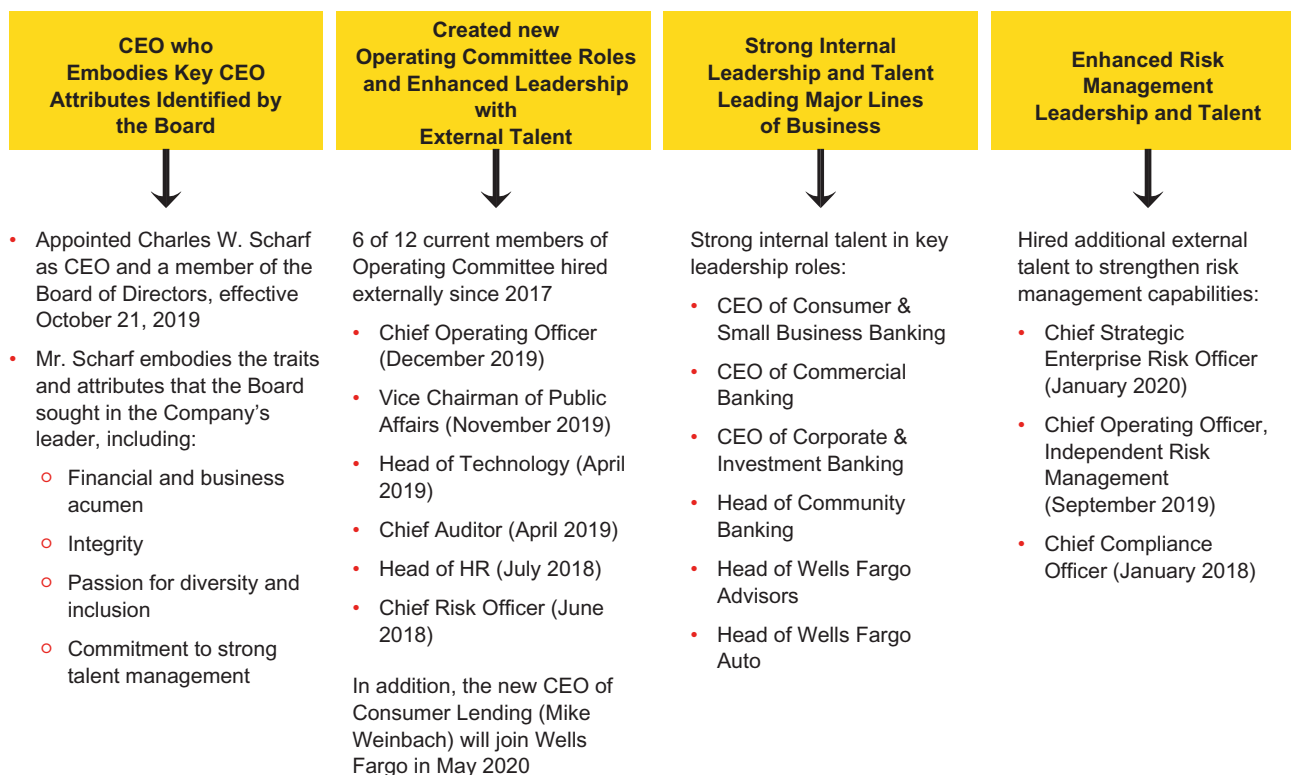 CEO who
Embodies Key CEO
Attributes Identified by
the Board
Created new
Operating Committee Roles
and Enhanced Leadership
with
External Talent
Strong Internal
Leadership and Talent
Leading Major Lines
of Business
Enhanced Risk
Management
Leadership and Talent
• Appointed Charles W. Scharf
as CEO and a member of the
Board of Directors, effective
October 21, 2019
• Mr. Scharf embodies the traits
and attributes that the Board
sought in the Company’s
leader, including:
o Financial and business
acumen
o Integrity
o Passion for diversity and
inclusion
o Commitment to strong
talent management
6 of 12 current members of
Operating Committee hired
externally since 2017
• Chief Operating Officer
(December 2019)
• Vice Chairman of Public
Affairs (November 2019)
• Head of Technology (April
2019)
• Chief Auditor (April 2019)
• Head of HR (July 2018)
• Chief Risk Officer (June
2018)
In addition, the new CEO of
Consumer Lending (Mike
Weinbach) will join Wells
Fargo in May 2020
Strong internal talent in key
leadership roles:
• CEO of Consumer &
Small Business Banking
• CEO of Commercial
Banking
• CEO of Corporate &
Investment Banking
• Head of Community
Banking
• Head of Wells Fargo
Advisors
• Head of Wells Fargo
Auto
Hired additional external
talent to strengthen risk
management capabilities:
• Chief Strategic
Enterprise Risk Officer
(January 2020)
• Chief Operating Officer,
Independent Risk
Management
(September 2019)
• Chief Compliance
Officer (January 2018)